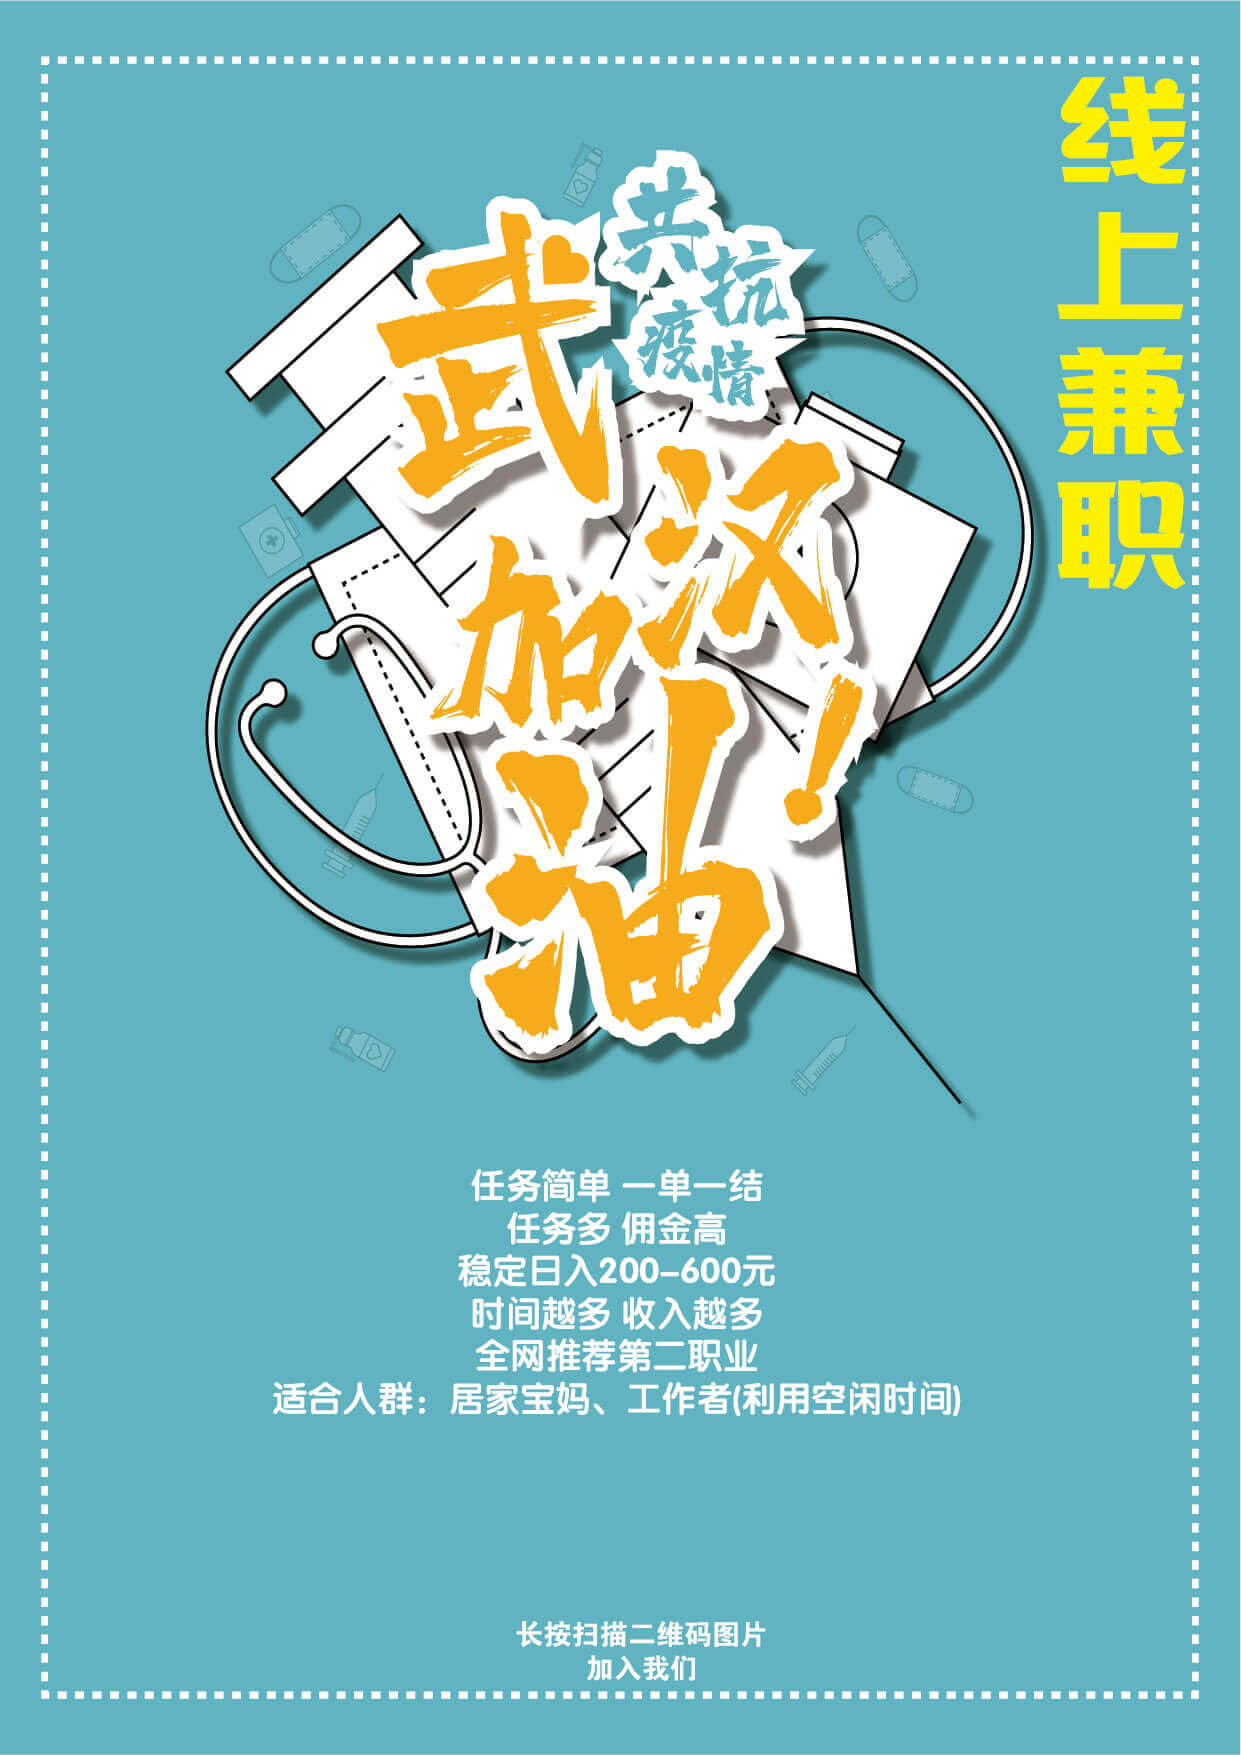 线上兼职
共抗
疫情
武汉
加油!
任务简单 一单一结
任务多 佣金高
稳定日入200-600元
时间越多 收入越多
全网推荐第二职业
适合人群：居家宝妈、工作者(利用空闲时间)
长按扫描二维码图片
加入我们